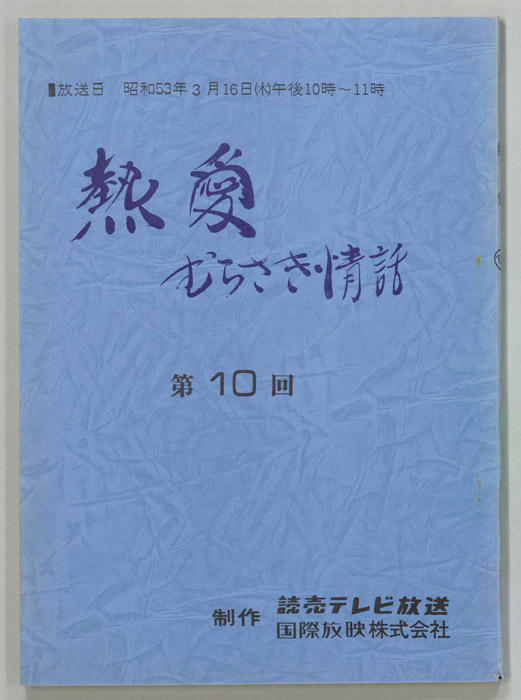 ■放送日 昭和53年3月16日(木)午後10時～11時
熱愛
むらさき情話
第10回
制作 読売テレビ放送
国際放映株式会社